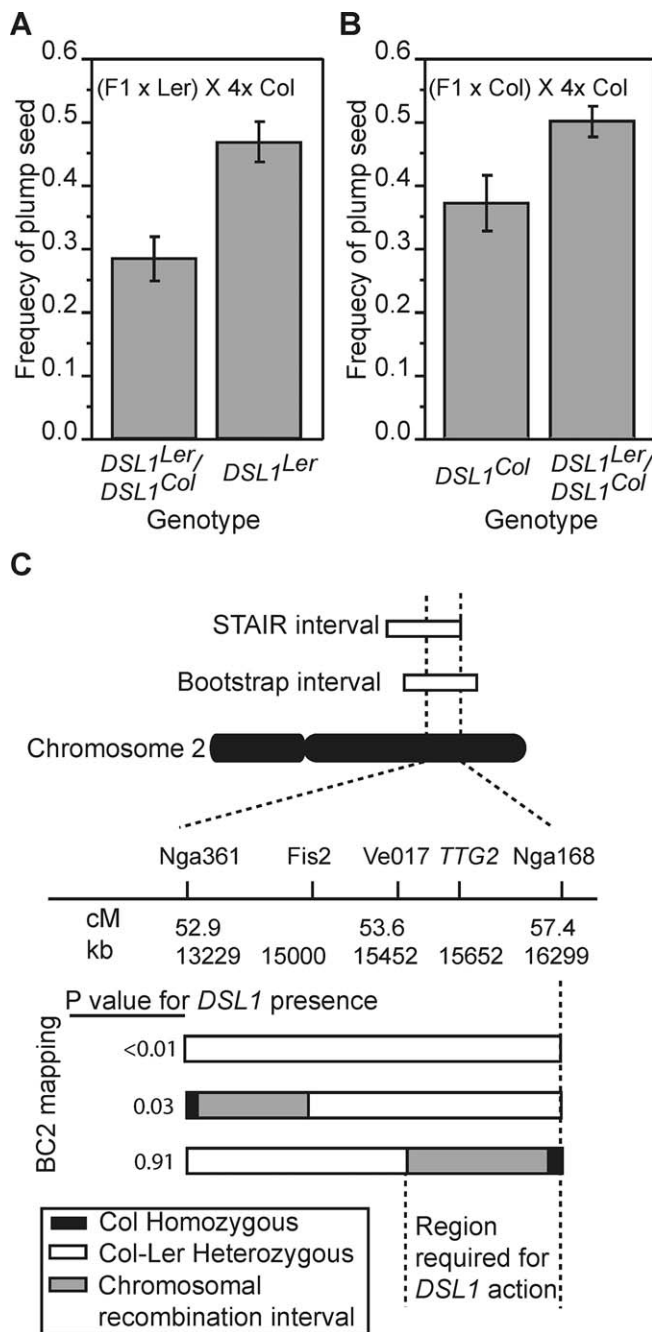 A
Frequecy of plump seed
0.6
0.5
0.4
0.3
0.2
0.1
0.0
(F1 x Ler) X 4x Col
DSL1Ler/
DSL1Col
DSL1Ler
Genotype
B
Frequecy of plump seed
0.6
0.5
0.4
0.3
0.2
0.1
0.0
(F1 x Col) X 4x Col
DSL1Col
DSL1Ler/
DSL1Col
Genotype
C
STAIR interval
Bootstrap interval
Chromosome 2
Nga361 Fis2 Ve017 TTG2 Nga168
cM 52.9 53.6 57.4
kb 13229 15000 15452 15652 16299
P value for DSL1 presence
BC2 mapping
<0.01
0.03
0.91
Col Homozygous
Col-Ler Heterozygous
Chromosomal
recombination interval
Region
required for
DSL1 action